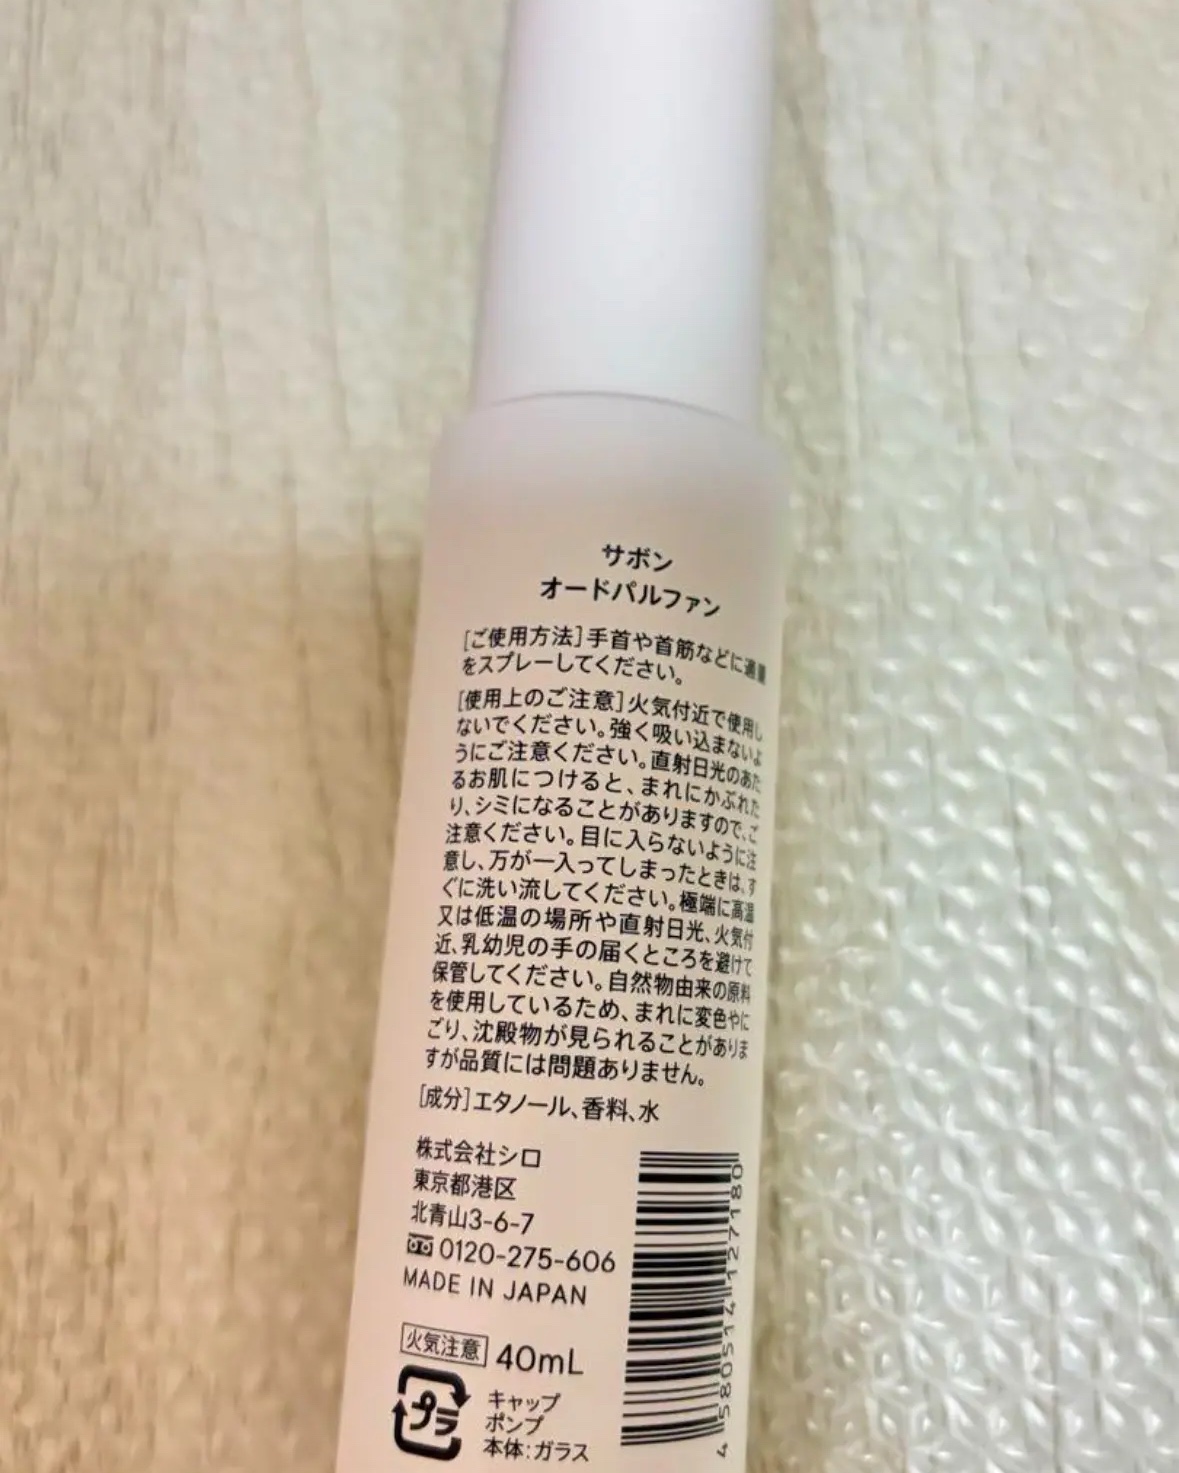 サボン
オードパルファン
[ご使用方法]手首や首筋などに適量
をスプレーしてください。
[使用上のご注意]火気付近で使用し
ないでください。強く吸い込まないよ
うにご注意ください。直射日光のあた
るお肌につけると、まれにかぶれた
り、シミになることがありますので、ご
注意ください。目に入らないように注
意し、万が一入ってしまったときは、す
ぐに洗い流してください。極端に高温
又は低温の場所や直射日光、火気付
近、乳幼児の手の届くところを避けて
保管してください。自然物由来の原料
を使用しているため、まれに変色やに
ごり、沈殿物が見られることがありま
すが品質には問題ありません。
[成分]エタノール、香料、水
株式会社シロ
東京都港区
北青山3-6-7
0120-275-606
MADE IN JAPAN
火気注意 40mL
プラ
キャップ
ポンプ
本体:ガラス
4580514127180